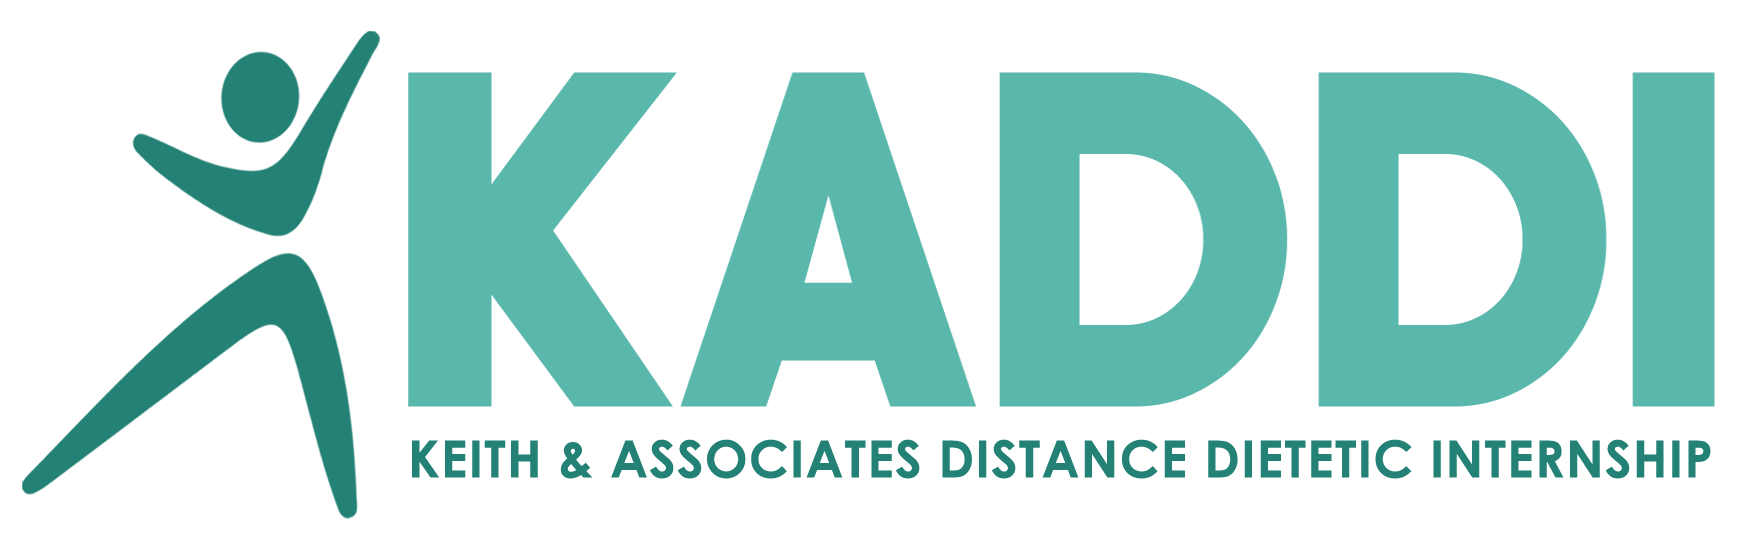 KADDI
KEITH & ASSOCIATES DISTANCE DIETETIC INTERNSHIP